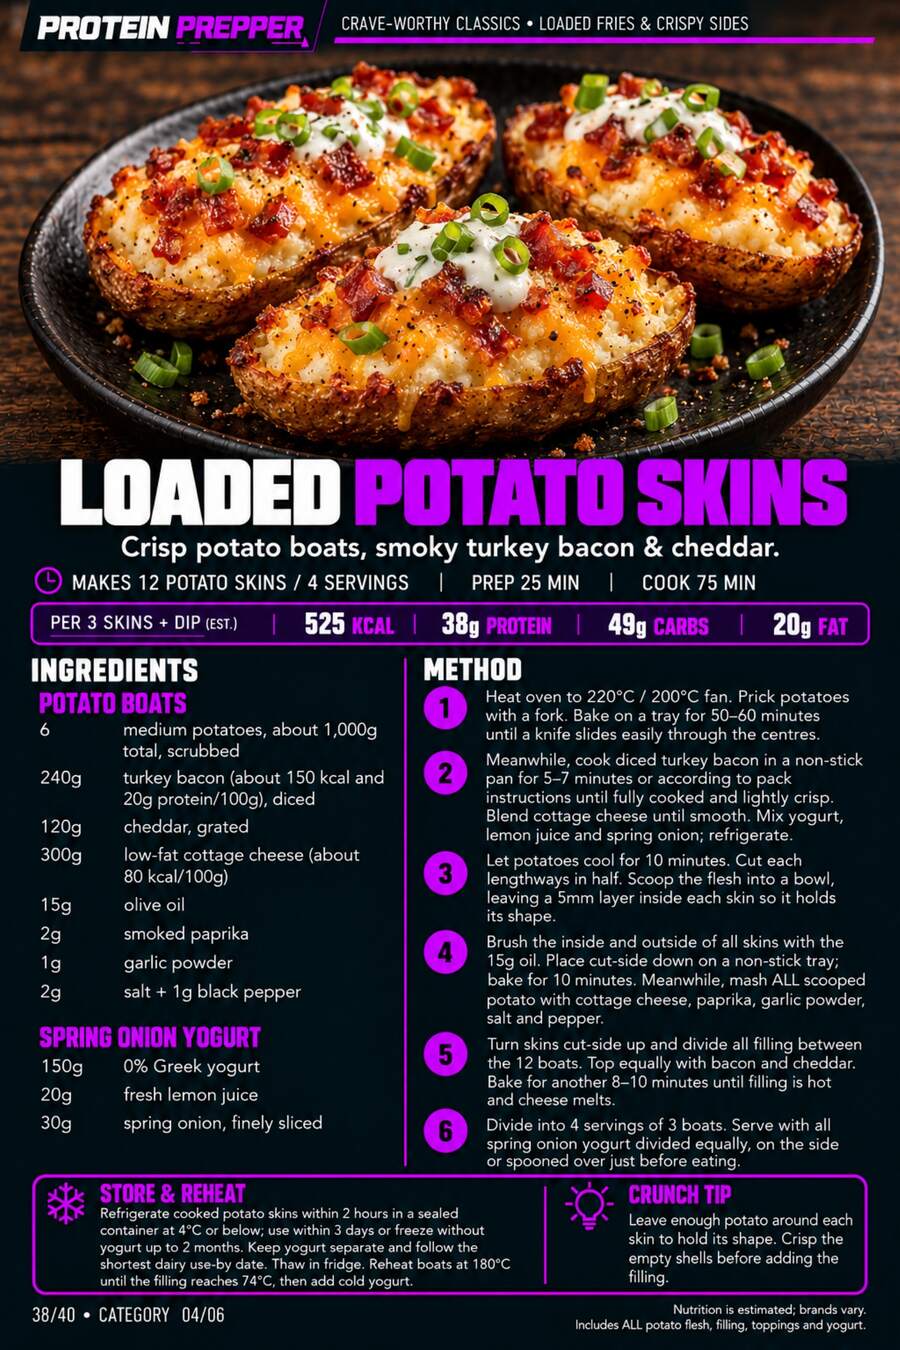 PROTEIN PREPPER
CRAVE-WORTHY CLASSICS • LOADED FRIES & CRISPY SIDES
LOADED POTATO SKINS
Crisp potato boats, smoky turkey bacon & cheddar.
MAKES 12 POTATO SKINS / 4 SERVINGS | PREP 25 MIN | COOK 75 MIN
PER 3 SKINS + DIP (EST.) | 525 KCAL | 38g PROTEIN | 49g CARBS | 20g FAT
INGREDIENTS
POTATO BOATS
6 medium potatoes, about 1,000g
total, scrubbed
240g turkey bacon (about 150 kcal and
20g protein/100g), diced
120g cheddar, grated
300g low-fat cottage cheese (about
80 kcal/100g)
15g olive oil
2g smoked paprika
1g garlic powder
2g salt + 1g black pepper
SPRING ONION YOGURT
150g 0% Greek yogurt
20g fresh lemon juice
30g spring onion, finely sliced
METHOD
1 Heat oven to 220°C / 200°C fan. Prick potatoes
with a fork. Bake on a tray for 50–60 minutes
until a knife slides easily through the centres.
2 Meanwhile, cook diced turkey bacon in a non-stick
pan for 5–7 minutes or according to pack
instructions until fully cooked and lightly crisp.
Blend cottage cheese until smooth. Mix yogurt,
lemon juice and spring onion; refrigerate.
3 Let potatoes cool for 10 minutes. Cut each
lengthways in half. Scoop the flesh into a bowl,
leaving a 5mm layer inside each skin so it holds
its shape.
4 Brush the inside and outside of all skins with the
15g oil. Place cut-side down on a non-stick tray;
bake for 10 minutes. Meanwhile, mash ALL scooped
potato with cottage cheese, paprika, garlic powder,
salt and pepper.
5 Turn skins cut-side up and divide all filling between
the 12 boats. Top equally with bacon and cheddar.
Bake for another 8–10 minutes until filling is hot
and cheese melts.
6 Divide into 4 servings of 3 boats. Serve with all
spring onion yogurt divided equally, on the side
or spooned over just before eating.
STORE & REHEAT
Refrigerate cooked potato skins within 2 hours in a sealed
container at 4°C or below; use within 3 days or freeze without
yogurt up to 2 months. Keep yogurt separate and follow the
shortest dairy use-by date. Thaw in fridge. Reheat boats at 180°C
until the filling reaches 74°C, then add cold yogurt.
CRUNCH TIP
Leave enough potato around each
skin to hold its shape. Crisp the
empty shells before adding the
filling.
38/40 • CATEGORY 04/06
Nutrition is estimated; brands vary.
Includes ALL potato flesh, filling, toppings and yogurt.